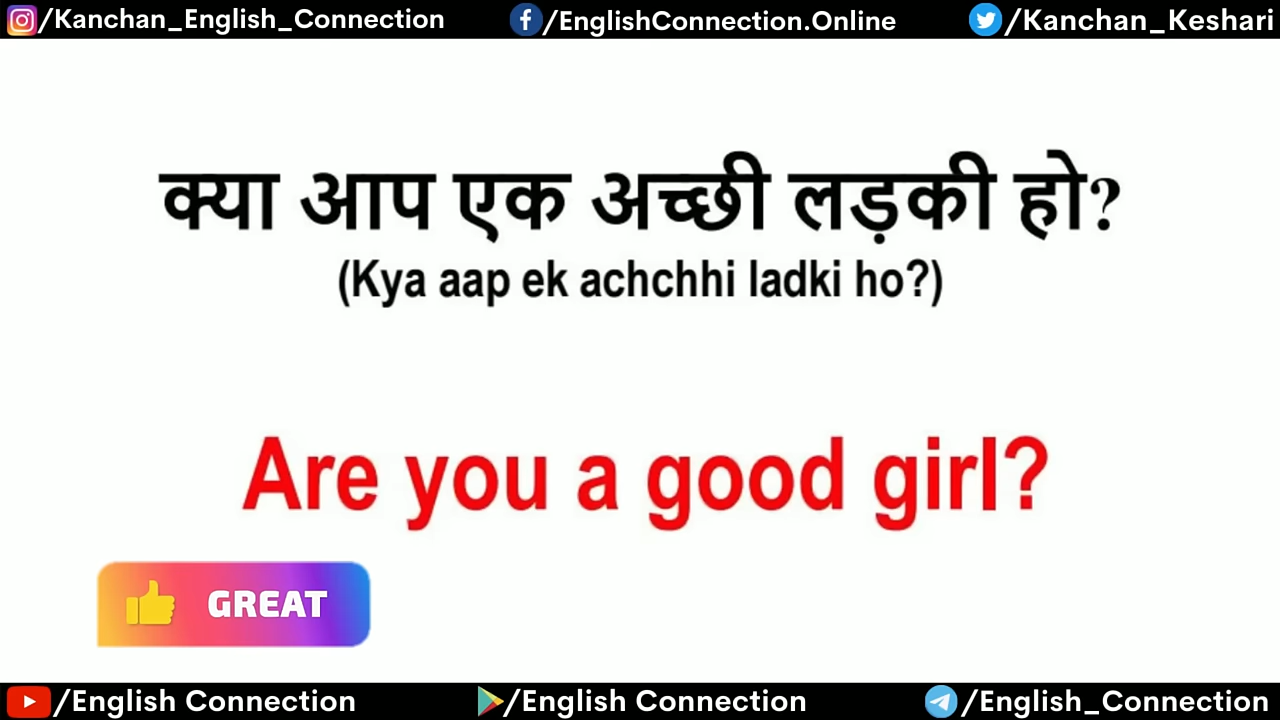 /Kanchan_English_Connection
/EnglishConnection.Online
/Kanchan_Keshari
क्या आप एक अच्छी लड़की हो?
(Kya aap ek achchhi ladki ho?)
Are you a good girl?
GREAT
/English Connection
/English Connection
/English_Connection